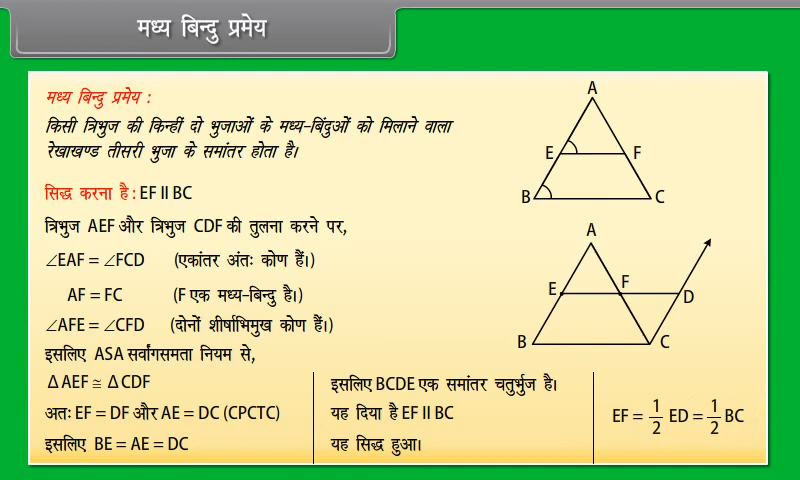 मध्य बिन्दु प्रमेय
मध्य बिन्दु प्रमेय :
किसी त्रिभुज की किन्हीं दो भुजाओं के मध्य-बिंदुओं को मिलाने वाला
रेखाखण्ड तीसरी भुजा के समांतर होता है।
सिद्ध करना है : EF II BC
त्रिभुज AEF और त्रिभुज CDF की तुलना करने पर,
∠EAF = ∠FCD (एकांतर अंतः कोण हैं।)
AF = FC (F एक मध्य-बिन्दु है।)
∠AFE = ∠CFD (दोनों शीर्षाभिमुख कोण हैं।)
इसलिए ASA सर्वांगसमता नियम से,
Δ AEF ≅ Δ CDF
अतः EF = DF और AE = DC (CPCTC)
इसलिए BE = AE = DC
इसलिए BCDE एक समांतर चतुर्भुज है।
यह दिया है EF II BC
यह सिद्ध हुआ।
EF = 1/2 ED = 1/2 BC
A
E
F
B
C
A
E
F
D
B
C